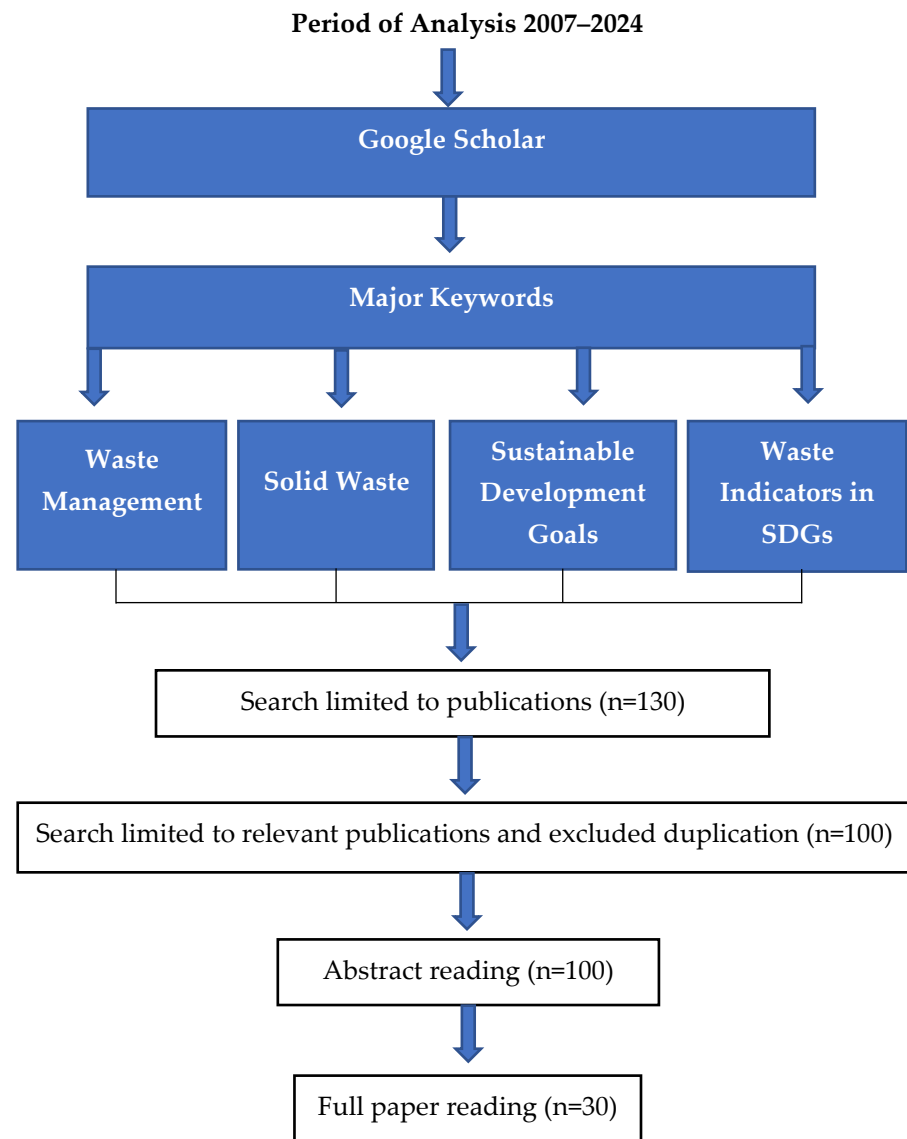 Period of Analysis 2007–2024
Google Scholar
Major Keywords
Waste
Management
Solid Waste
Sustainable
Development
Goals
Waste
Indicators in
SDGs
Search limited to publications (n=130)
Search limited to relevant publications and excluded duplication (n=100)
Abstract reading (n=100)
Full paper reading (n=30)